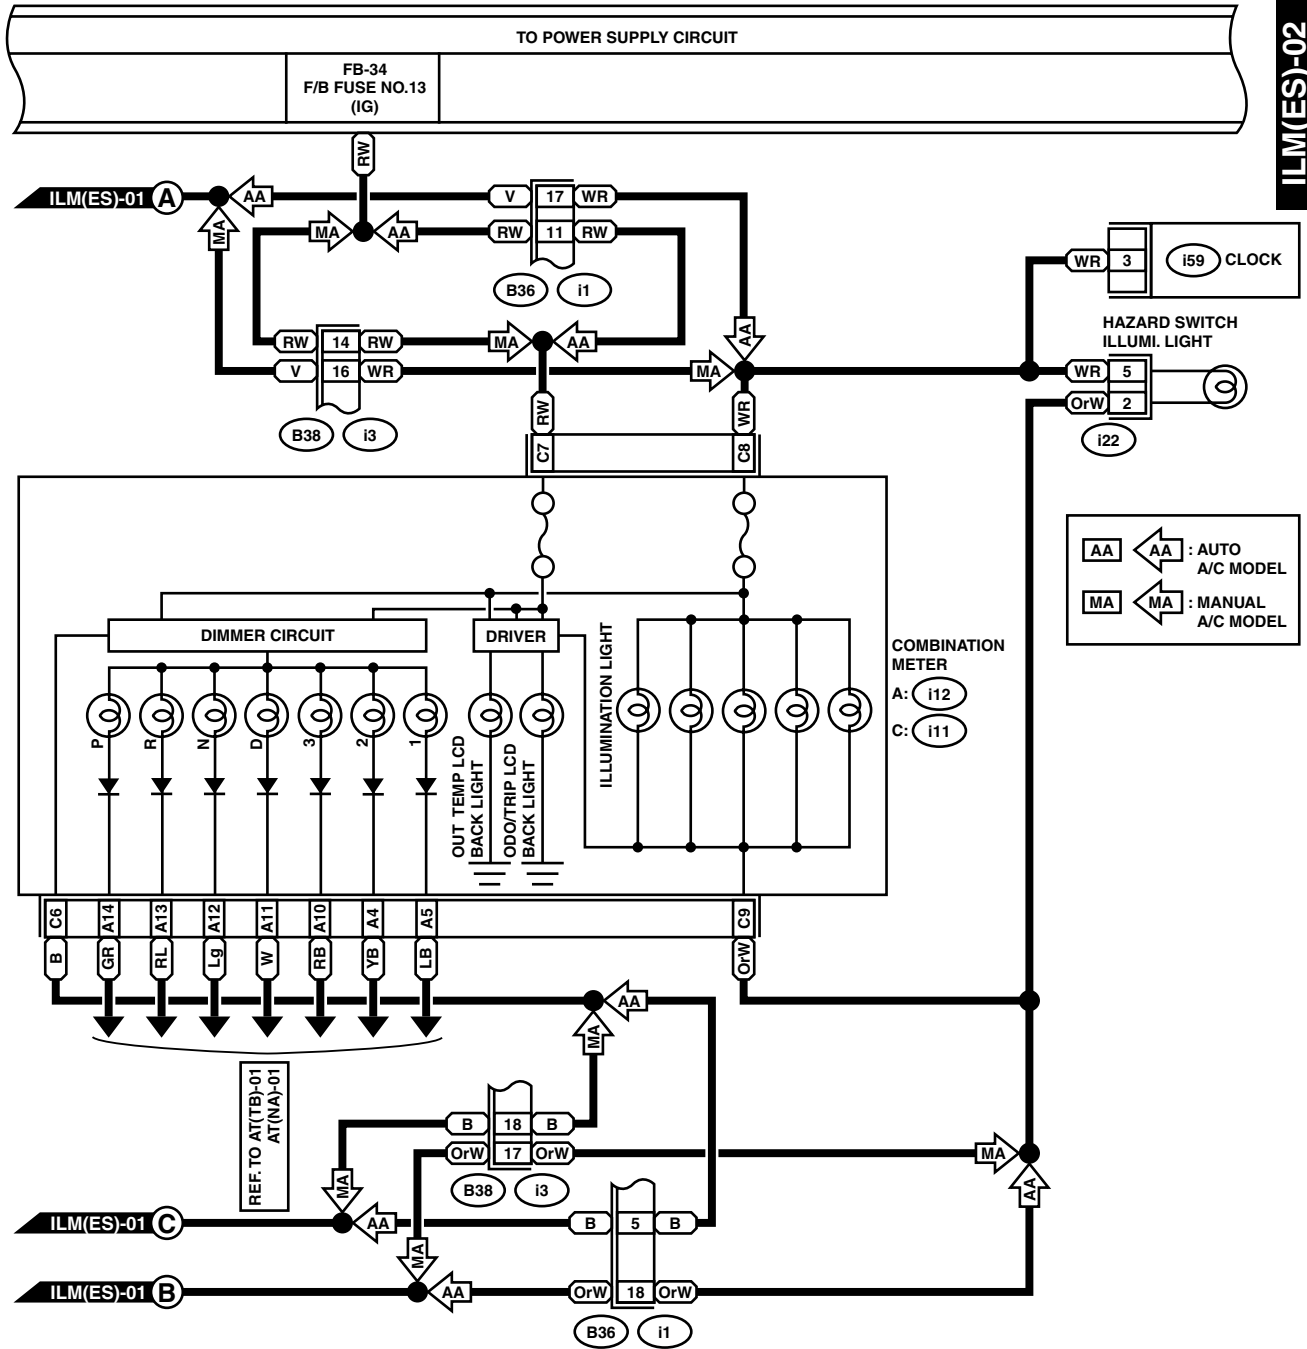 TO POWER SUPPLY CIRCUIT
ILM(ES)-02
FB-34
F/B FUSE NO.13
(IG)
RW
ILM(ES)-01 A
AA
V 17 WR
MA
MA AA
RW 11 RW
B36 i1
WR 3
i59 CLOCK
AA
HAZARD SWITCH
ILLUMI. LIGHT
RW 14 RW
MA AA
V 16 WR
MA
WR 5
OrW 2
RW
WR
B38 i3
i22
C7
C8
AA AA : AUTO
A/C MODEL
MA MA : MANUAL
A/C MODEL
DIMMER CIRCUIT
DRIVER
ILLUMINATION LIGHT
COMBINATION
METER
A: i12
C: i11
P R N D 3 2 1
OUT TEMP LCD
BACK LIGHT
ODO/TRIP LCD
BACK LIGHT
C6 A14 A13 A12 A11 A10 A4 A5 C9
B GR RL Lg W RB YB LB OrW
AA
MA
REF. TO AT(TB)-01
AT(NA)-01
B 18 B
OrW 17 OrW
MA
B38 i3
MA
AA
ILM(ES)-01 C
AA
B 5 B
MA
ILM(ES)-01 B
AA
OrW 18 OrW
B36 i1